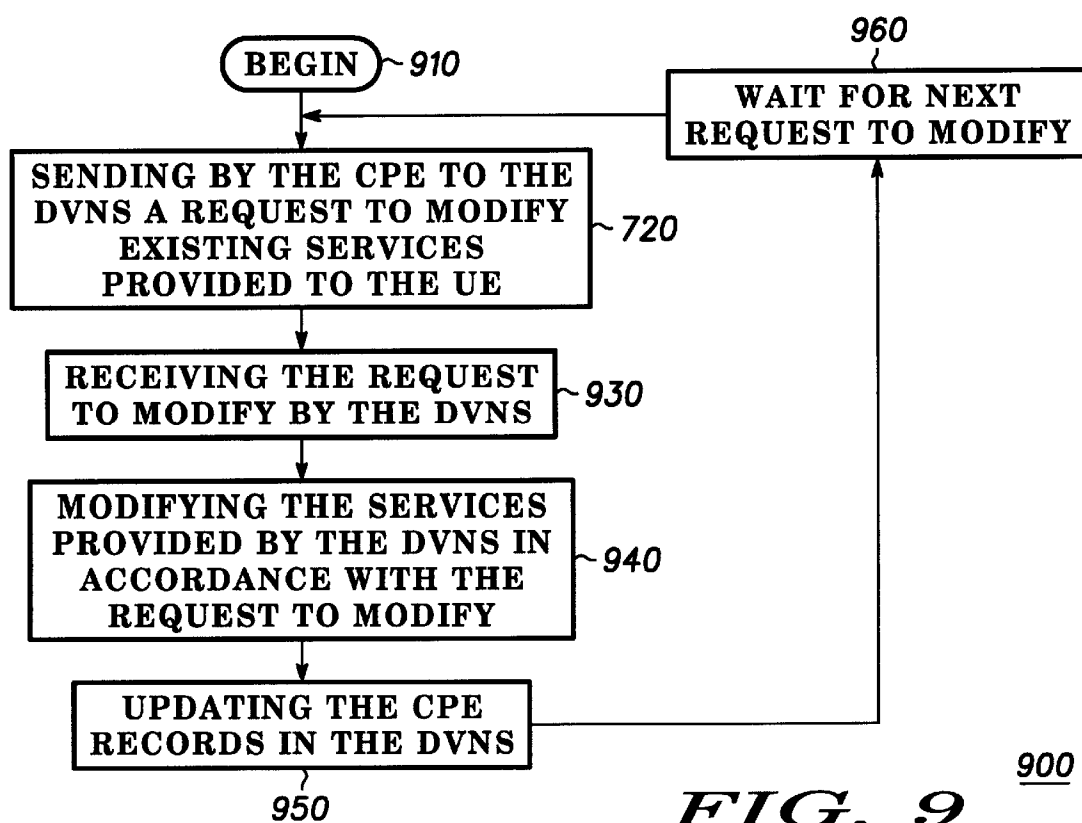 BEGIN
910
960
WAIT FOR NEXT
REQUEST TO MODIFY
SENDING BY THE CPE TO THE
DVNS A REQUEST TO MODIFY
EXISTING SERVICES
PROVIDED TO THE UE
720
RECEIVING THE REQUEST
TO MODIFY BY THE DVNS
930
MODIFYING THE SERVICES
PROVIDED BY THE DVNS IN
ACCORDANCE WITH THE
REQUEST TO MODIFY
940
UPDATING THE CPE
RECORDS IN THE DVNS
950
900
FIG. 9